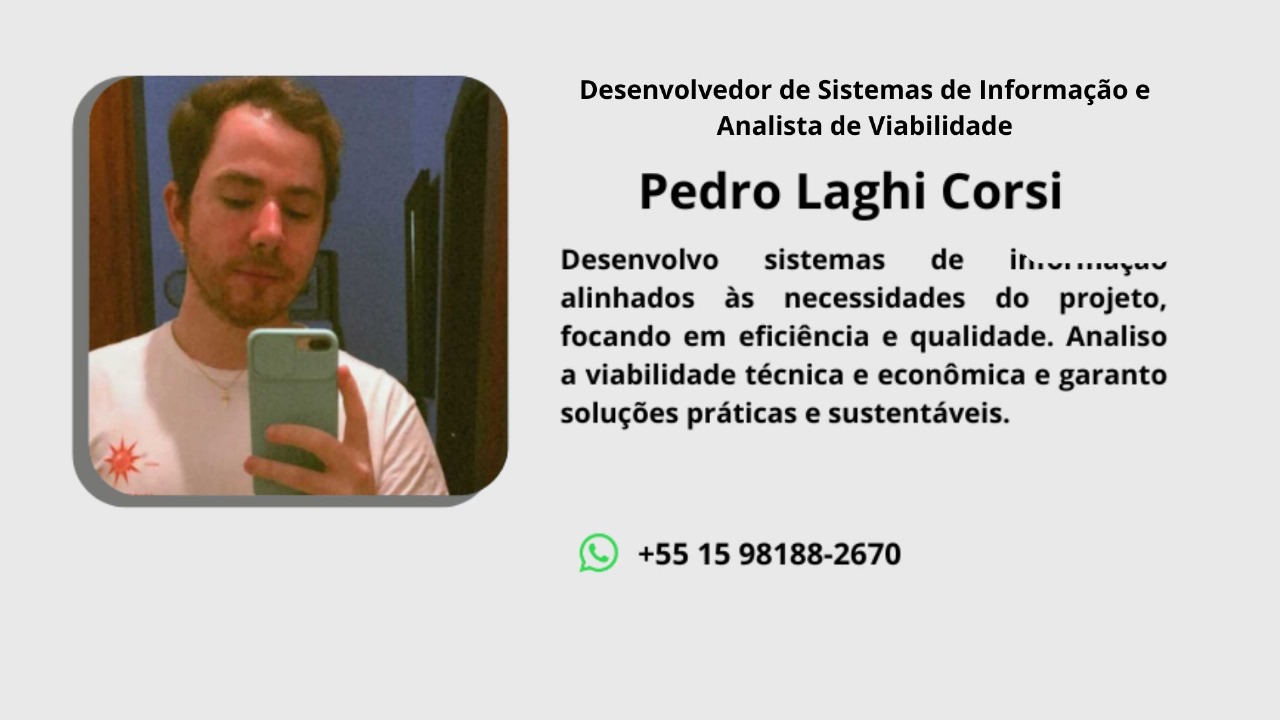 Desenvolvedor de Sistemas de Informação e
Analista de Viabilidade
Pedro Laghi Corsi
Desenvolvo sistemas de informação
alinhados às necessidades do projeto,
focando em eficiência e qualidade. Analiso
a viabilidade técnica e econômica e garanto
soluções práticas e sustentáveis.
+55 15 98188-2670